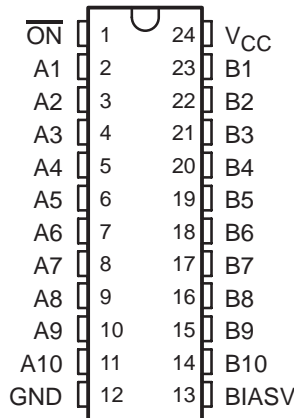 O̅N̅ 1 24 VCC
A1 2 23 B1
A2 3 22 B2
A3 4 21 B3
A4 5 20 B4
A5 6 19 B5
A6 7 18 B6
A7 8 17 B7
A8 9 16 B8
A9 10 15 B9
A10 11 14 B10
GND 12 13 BIASV